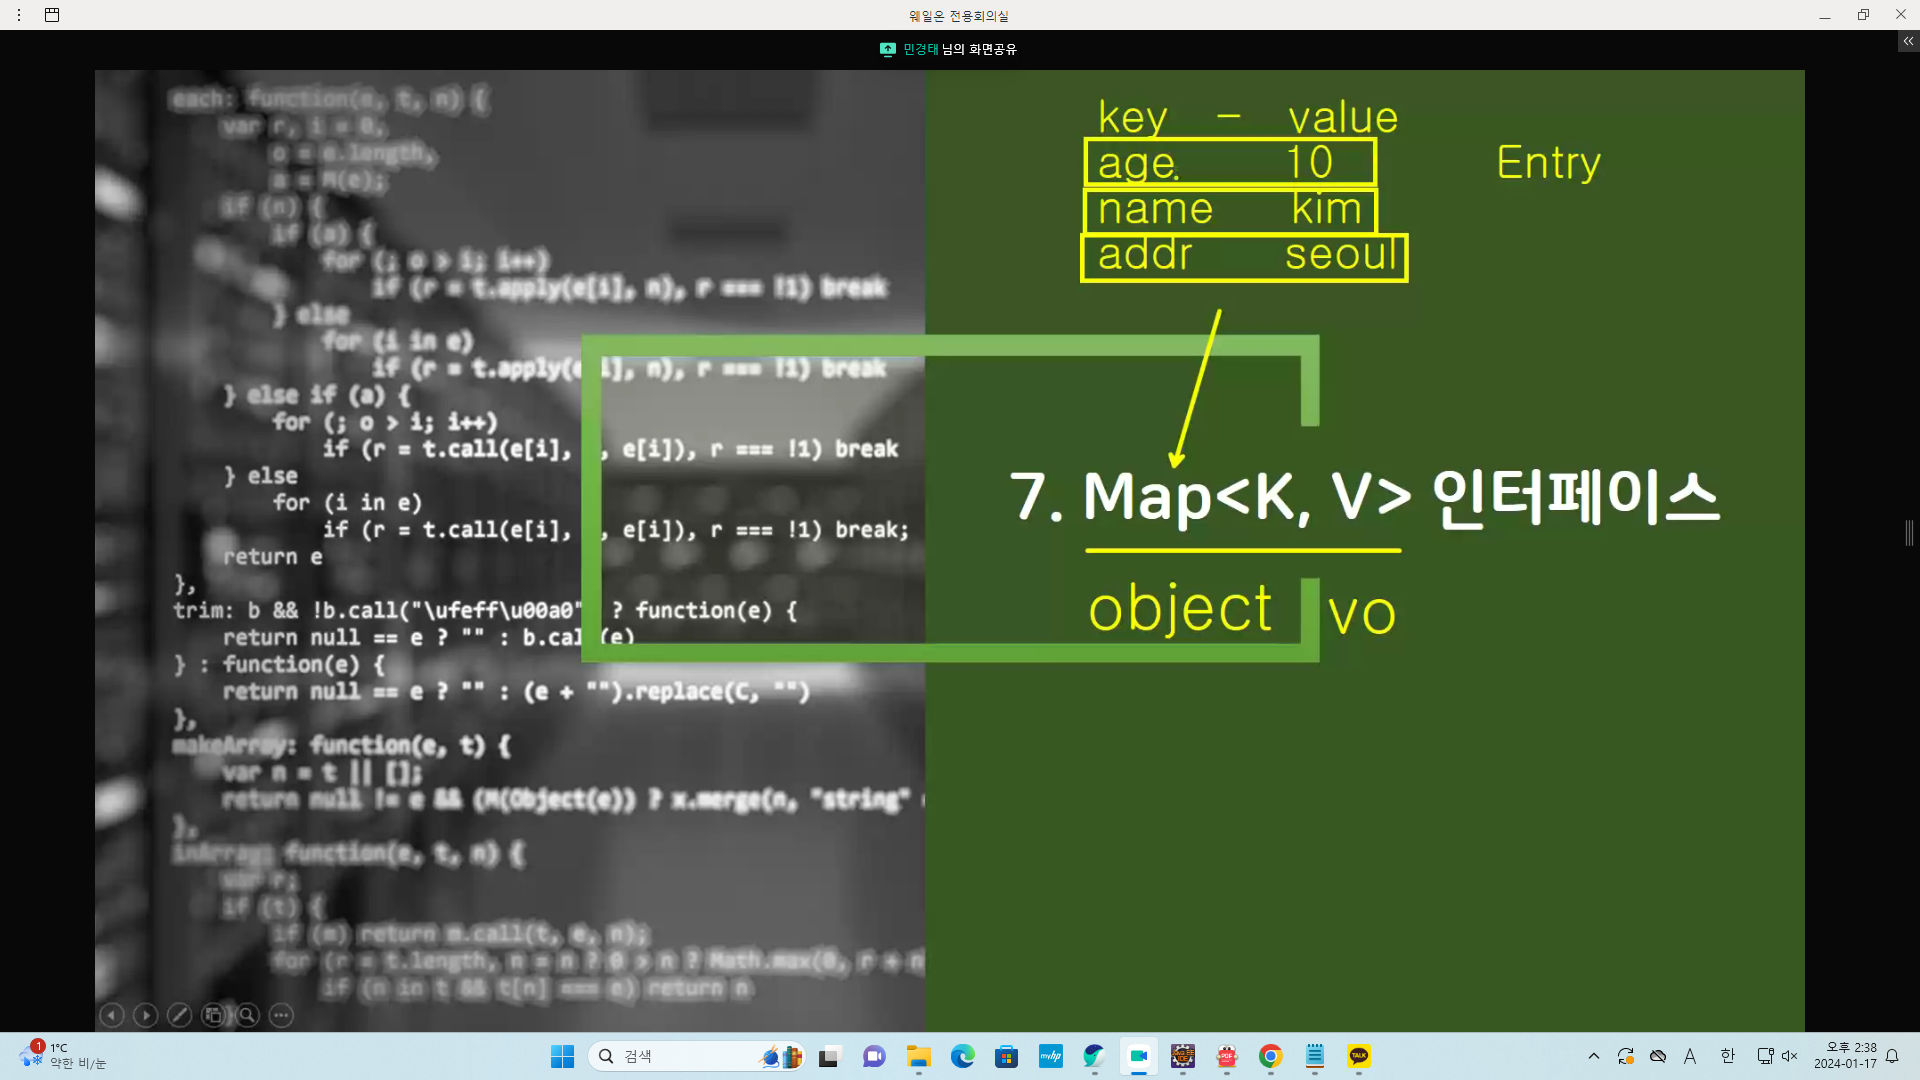 웨일온 전용회의실
민경태 님의 화면공유
each: function(e, t, n) {
var r, i = 0,
o = e.length,
a = M(e);
if (n) {
if (a) {
for (; o > i; i++)
if (r = t.apply(e[i], n), r === !1) break
} else
for (i in e)
if (r = t.apply(e[i], n), r === !1) break
} else if (a) {
for (; o > i; i++)
if (r = t.call(e[i], , e[i]), r === !1) break
} else
for (i in e)
if (r = t.call(e[i], , e[i]), r === !1) break;
return e
},
trim: b && !b.call("\ufeff\u00a0" ? function(e) {
return null == e ? "" : b.call(e)
} : function(e) {
return null == e ? "" : (e + "").replace(C, "")
},
makeArray: function(e, t) {
var n = t || [];
return null != e && (M(Object(e)) ? x.merge(n, "string"
},
inArray: function(e, t, n) {
var r;
if (t) {
if (m) return m.call(t, e, n);
for (r = t.length, n = n ? 0 > n ? Math.max(0, r + n
if (n in t && t[n] === e) return n
key - value
age. 10 Entry
name kim
addr seoul
7. Map<K, V> 인터페이스
object vo
1
1°C
약한 비/눈
검색
myhp
PDF
TALK
A
한
오후 2:38
2024-01-17